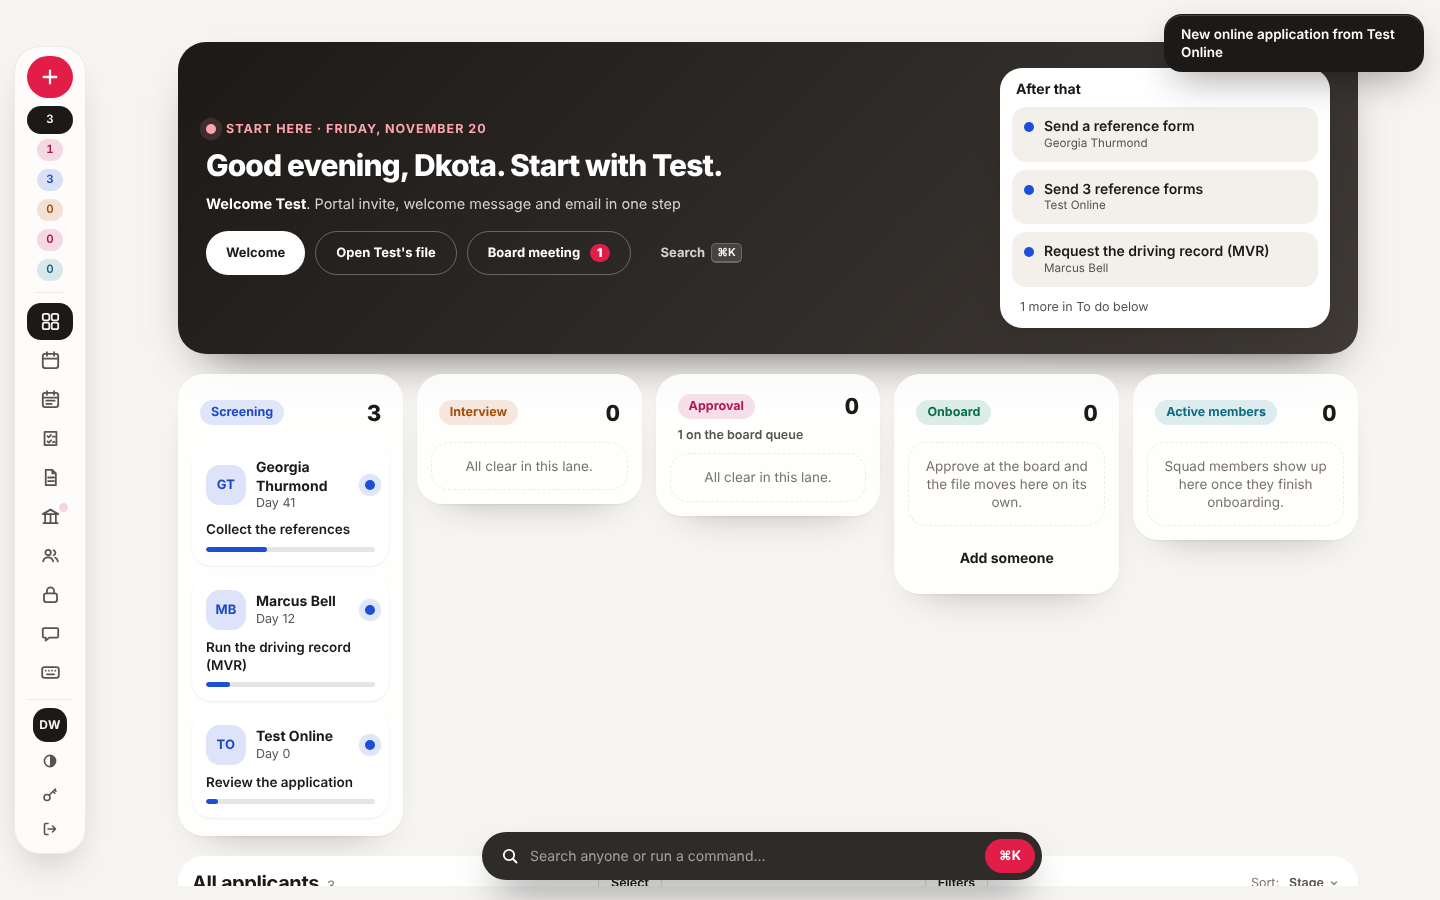 New online application from Test
Online
3
1
3
0
0
0
DW
START HERE · FRIDAY, NOVEMBER 20
Good evening, Dkota. Start with Test.
Welcome Test. Portal invite, welcome message and email in one step
Welcome
Open Test's file
Board meeting 1
Search ⌘K
After that
Send a reference form
Georgia Thurmond
Send 3 reference forms
Test Online
Request the driving record (MVR)
Marcus Bell
1 more in To do below
Screening 3
GT
Georgia
Thurmond
Day 41
Collect the references
MB
Marcus Bell
Day 12
Run the driving record
(MVR)
TO
Test Online
Day 0
Review the application
Interview 0
All clear in this lane.
Approval 0
1 on the board queue
All clear in this lane.
Onboard 0
Approve at the board and
the file moves here on its
own.
Add someone
Active members 0
Squad members show up
here once they finish
onboarding.
Search anyone or run a command...
⌘K
All applicants 3
Select
Filters
Sort: Stage